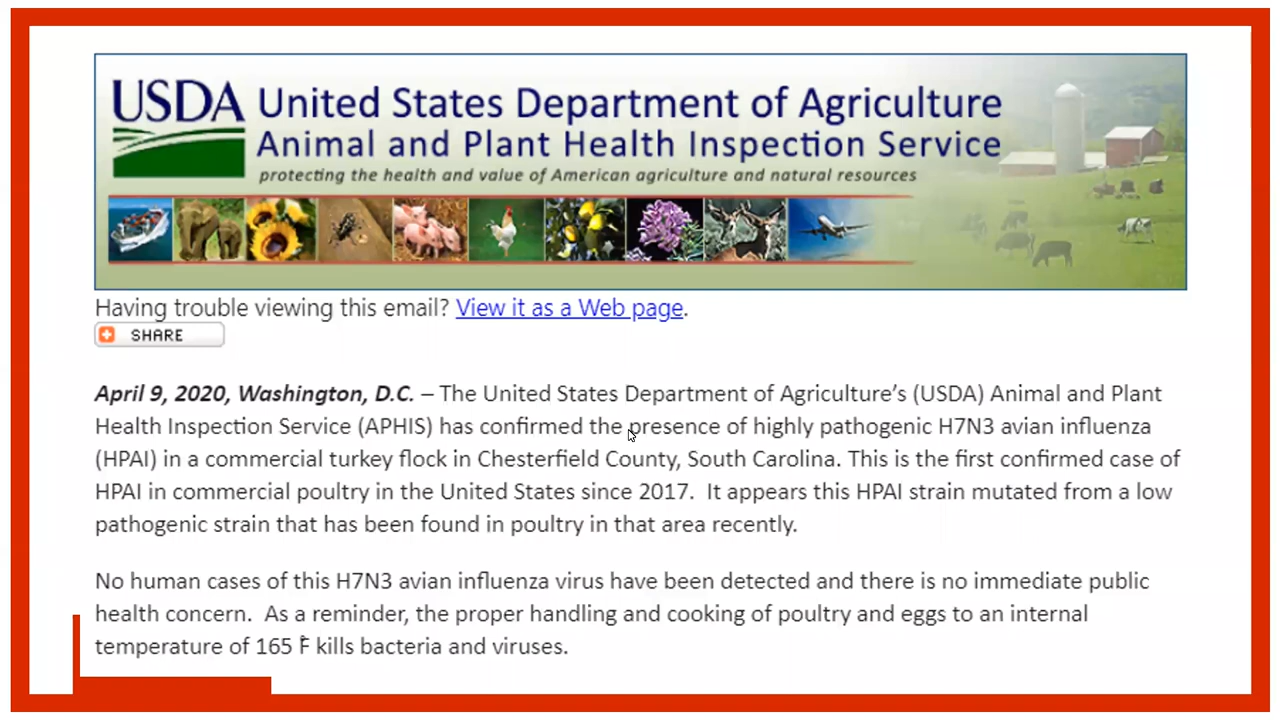 USDA United States Department of Agriculture
Animal and Plant Health Inspection Service
protecting the health and value of American agriculture and natural resources
Having trouble viewing this email? View it as a Web page.
SHARE
April 9, 2020, Washington, D.C. – The United States Department of Agriculture’s (USDA) Animal and Plant
Health Inspection Service (APHIS) has confirmed the presence of highly pathogenic H7N3 avian influenza
(HPAI) in a commercial turkey flock in Chesterfield County, South Carolina. This is the first confirmed case of
HPAI in commercial poultry in the United States since 2017.  It appears this HPAI strain mutated from a low
pathogenic strain that has been found in poultry in that area recently.
No human cases of this H7N3 avian influenza virus have been detected and there is no immediate public
health concern.  As a reminder, the proper handling and cooking of poultry and eggs to an internal
temperature of 165 ̊F kills bacteria and viruses.